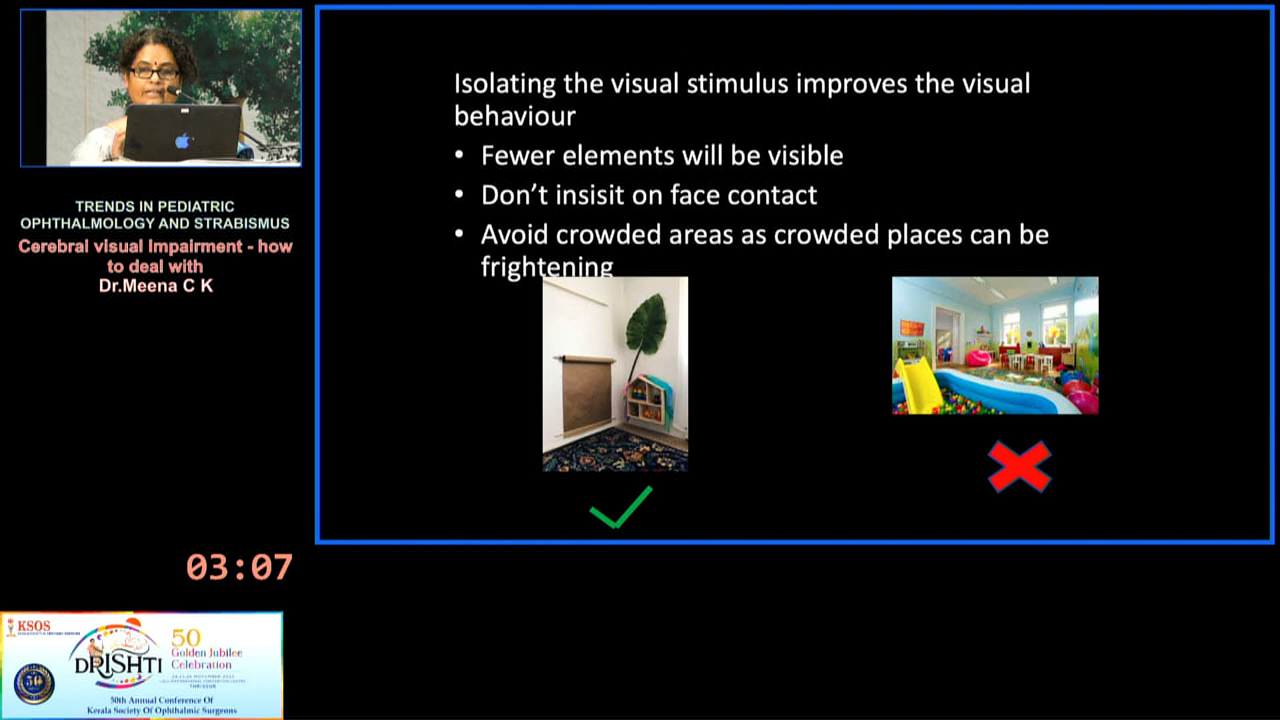 TRENDS IN PEDIATRIC
OPHTHALMOLOGY AND STRABISMUS
Cerebral visual Impairment - how
to deal with
Dr.Meena C K
Isolating the visual stimulus improves the visual
behaviour
• Fewer elements will be visible
• Don’t insisit on face contact
• Avoid crowded areas as crowded places can be
frightening
03:07
KSOS
DRISHTI
50
Golden Jubilee
Celebration
THRISSUR
50
50th Annual Conference Of
Kerala Society Of Ophthalmic Surgeons